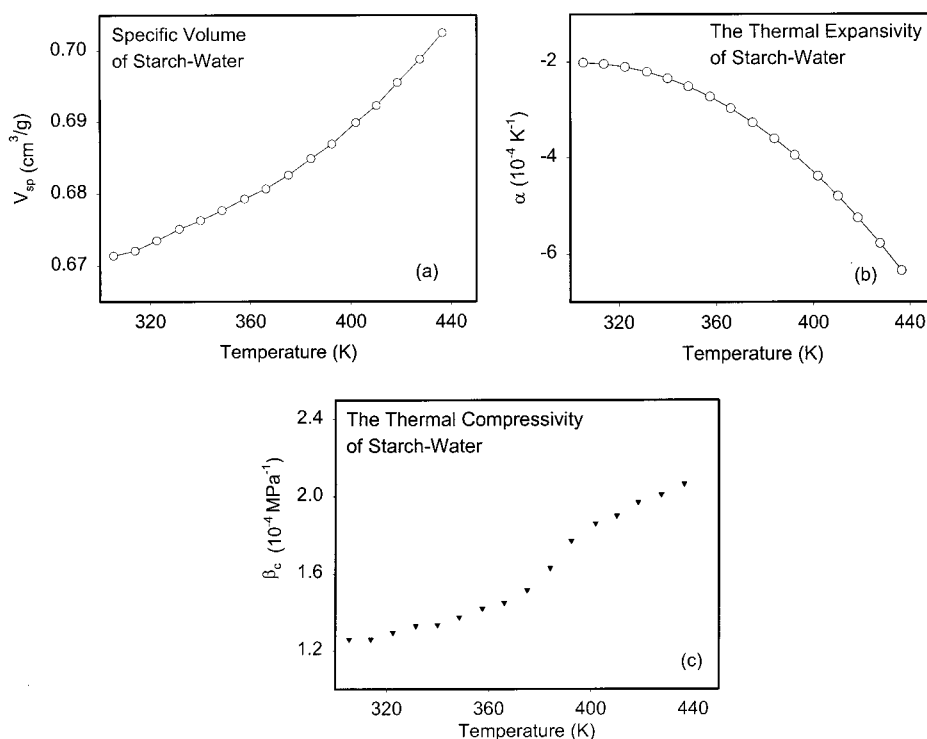 Specific Volume
of Starch-Water
0.70
0.69
0.68
0.67
V_sp (cm³/g)
(a)
320
360
400
440
Temperature (K)
The Thermal Expansivity
of Starch-Water
-2
-4
-6
α (10⁻⁴ K⁻¹)
(b)
320
360
400
440
Temperature (K)
The Thermal Compressivity
of Starch-Water
2.4
2.0
1.6
1.2
β_c (10⁻⁴ MPa⁻¹)
(c)
320
360
400
440
Temperature (K)